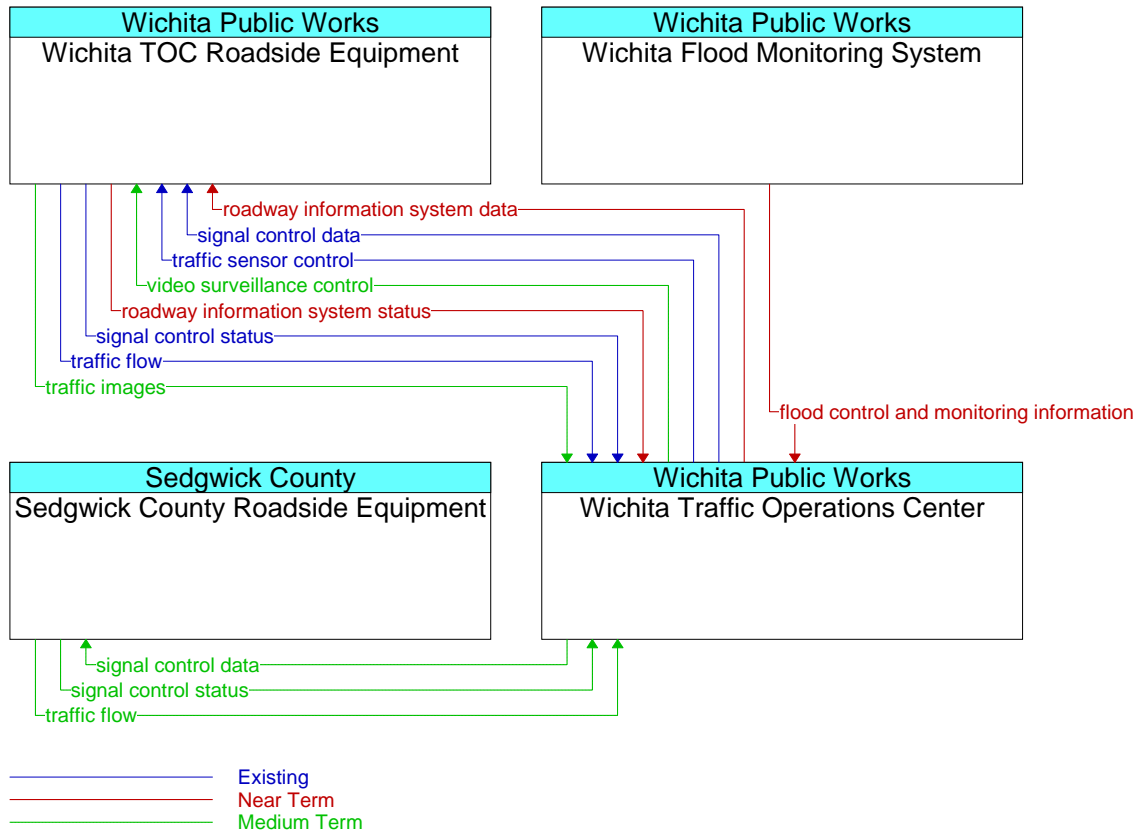 Wichita Public Works
Wichita TOC Roadside Equipment
Wichita Public Works
Wichita Flood Monitoring System
roadway information system data
signal control data
traffic sensor control
video surveillance control
roadway information system status
signal control status
traffic flow
traffic images
flood control and monitoring information
Sedgwick County
Sedgwick County Roadside Equipment
Wichita Public Works
Wichita Traffic Operations Center
signal control data
signal control status
traffic flow
Existing
Near Term
Medium Term